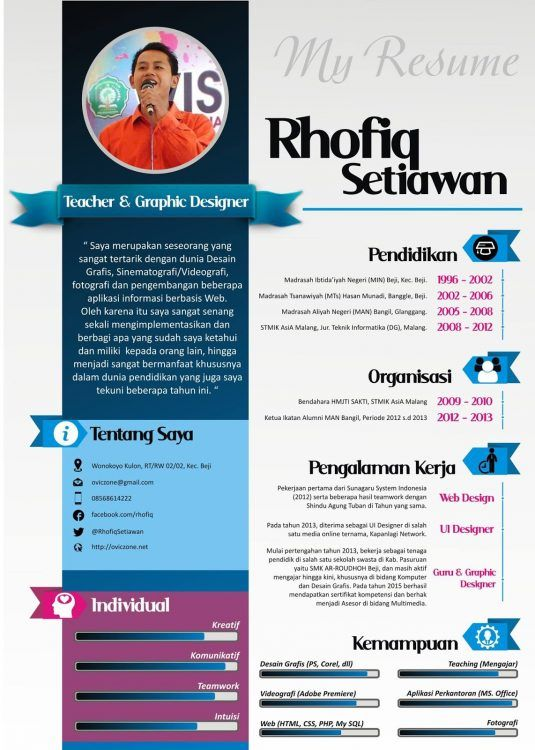 My Resume
Rhofiq
Setiawan
Teacher & Graphic Designer
" Saya merupakan seseorang yang
sangat tertarik dengan dunia Desain
Grafis, Sinematografi/Videografi,
fotografi dan pengembangan beberapa
aplikasi informasi berbasis Web.
Oleh karena itu saya sangat senang
sekali mengimplementasikan dan
berbagi apa yang sudah saya ketahui
dan miliki kepada orang lain, hingga
menjadi sangat bermanfaat khususnya
dalam dunia pendidikan yang juga saya
tekuni beberapa tahun ini. "
Tentang Saya
Wonokoyo Kulon, RT/RW 02/02, Kec. Beji
oviczone@gmail.com
08568614222
facebook.com/rhofiq
@RhofiqSetiawan
http://oviczone.net
Individual
Kreatif
Komunikatif
Teamwork
Intuisi
Pendidikan
Madrasah Ibtida'iyah Negeri (MIN) Beji, Kec. Beji. 1996 - 2002
Madrasah Tsanawiyah (MTs) Hasan Munadi, Banggle, Beji. 2002 - 2006
Madrasah Aliyah Negeri (MAN) Bangil, Glanggang. 2005 - 2008
STMIK AsiA Malang, Jur. Teknik Informatika (DG), Malang. 2008 - 2012
Organisasi
Bendahara HMJTI SAKTI, STMIK AsiA Malang 2009 - 2010
Ketua Ikatan Alumni MAN Bangil, Periode 2012 s.d 2013 2012 - 2013
Pengalaman Kerja
Pekerjaan pertama dari Sunagaru System Indonesia
(2012) serta beberapa hasil teamwork dengan
Shindu Agung Tuban di Tahun yang sama.
Web Design
Pada tahun 2013, diterima sebagai UI Designer di salah
satu media online ternama, Kapanlagi Network.
UI Designer
Mulai pertengahan tahun 2013, bekerja sebagai tenaga
pendidik di salah satu sekolah swasta di Kab. Pasuruan
yaitu SMK AR-ROUDHOH Beji, dan masih aktif
mengajar hingga kini, khususnya di bidang Komputer
dan Desain Grafis. Pada tahun 2015 berhasil
mendapatkan sertifikat kompetensi dan berhak
menjadi Asesor di bidang Multimedia.
Guru & Graphic
Designer
Kemampuan
Desain Grafis (PS, Corel, dll)
Teaching (Mengajar)
Videografi (Adobe Premiere)
Aplikasi Perkantoran (MS. Office)
Web (HTML, CSS, PHP, My SQL)
Fotografi